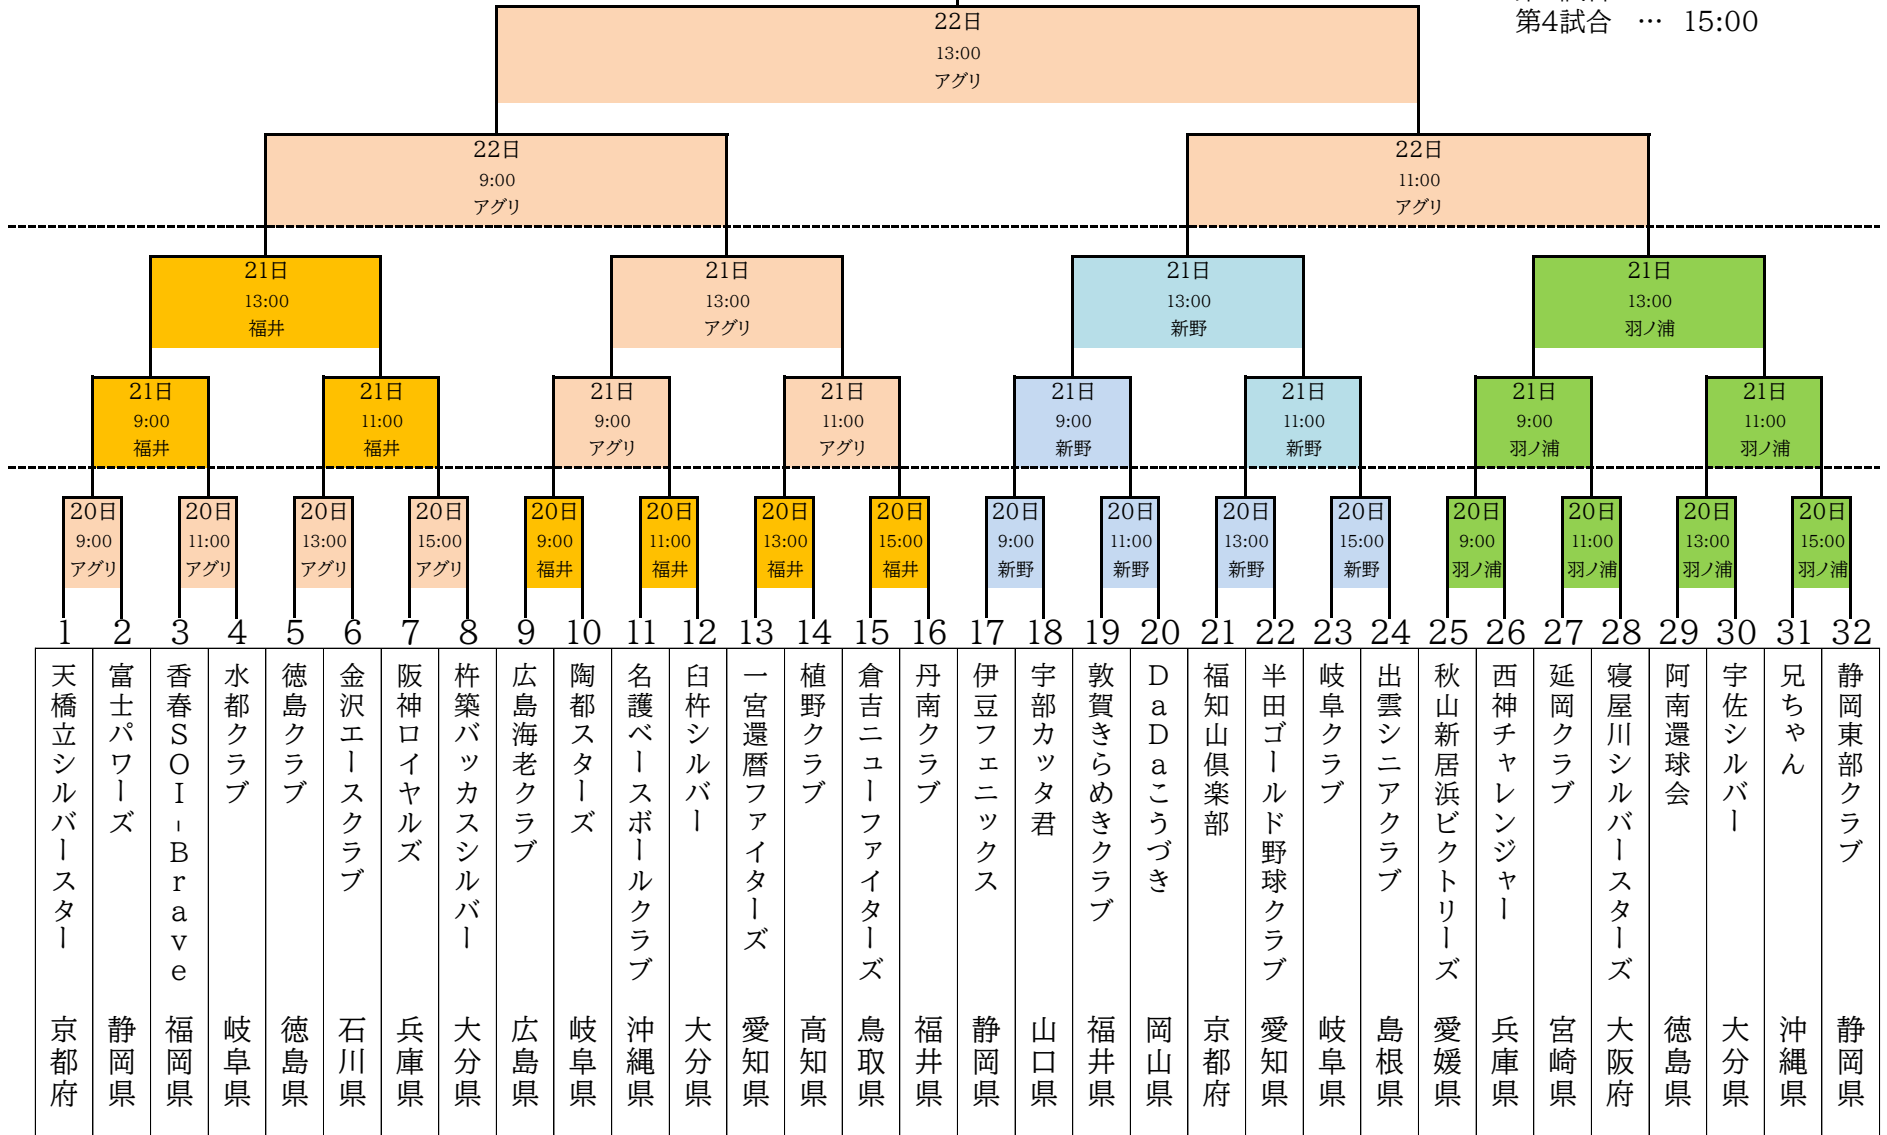 第4試合 … 15:00
22日
13:00
アグリ
22日
9:00
アグリ
22日
11:00
アグリ
21日
13:00
福井
21日
13:00
アグリ
21日
13:00
新野
21日
13:00
羽ノ浦
21日
9:00
福井
21日
11:00
福井
21日
9:00
アグリ
21日
11:00
アグリ
21日
9:00
新野
21日
11:00
新野
21日
9:00
羽ノ浦
21日
11:00
羽ノ浦
20日
9:00
アグリ
20日
11:00
アグリ
20日
13:00
アグリ
20日
15:00
アグリ
20日
9:00
福井
20日
11:00
福井
20日
13:00
福井
20日
15:00
福井
20日
9:00
新野
20日
11:00
新野
20日
13:00
新野
20日
15:00
新野
20日
9:00
羽ノ浦
20日
11:00
羽ノ浦
20日
13:00
羽ノ浦
20日
15:00
羽ノ浦
1
天橋立シルバースター
京都府
2
富士パワーズ
静岡県
3
香春SOI-Brave
福岡県
4
水都クラブ
岐阜県
5
徳島クラブ
徳島県
6
金沢エースクラブ
石川県
7
阪神ロイヤルズ
兵庫県
8
杵築バッカスシルバー
大分県
9
広島海老クラブ
広島県
10
陶都スターズ
岐阜県
11
名護ベースボールクラブ
沖縄県
12
臼杵シルバー
大分県
13
一宮還暦ファイターズ
愛知県
14
植野クラブ
高知県
15
倉吉ニューファイターズ
鳥取県
16
丹南クラブ
福井県
17
伊豆フェニックス
静岡県
18
宇部カッタ君
山口県
19
敦賀きらめきクラブ
福井県
20
DaDaこうづき
岡山県
21
福知山倶楽部
京都府
22
半田ゴールド野球クラブ
愛知県
23
岐阜クラブ
岐阜県
24
出雲シニアクラブ
島根県
25
秋山新居浜ビクトリーズ
愛媛県
26
西神チャレンジャー
兵庫県
27
延岡クラブ
宮崎県
28
寝屋川シルバースターズ
大阪府
29
阿南還球会
徳島県
30
宇佐シルバー
大分県
31
兄ちゃん
沖縄県
32
静岡東部クラブ
静岡県